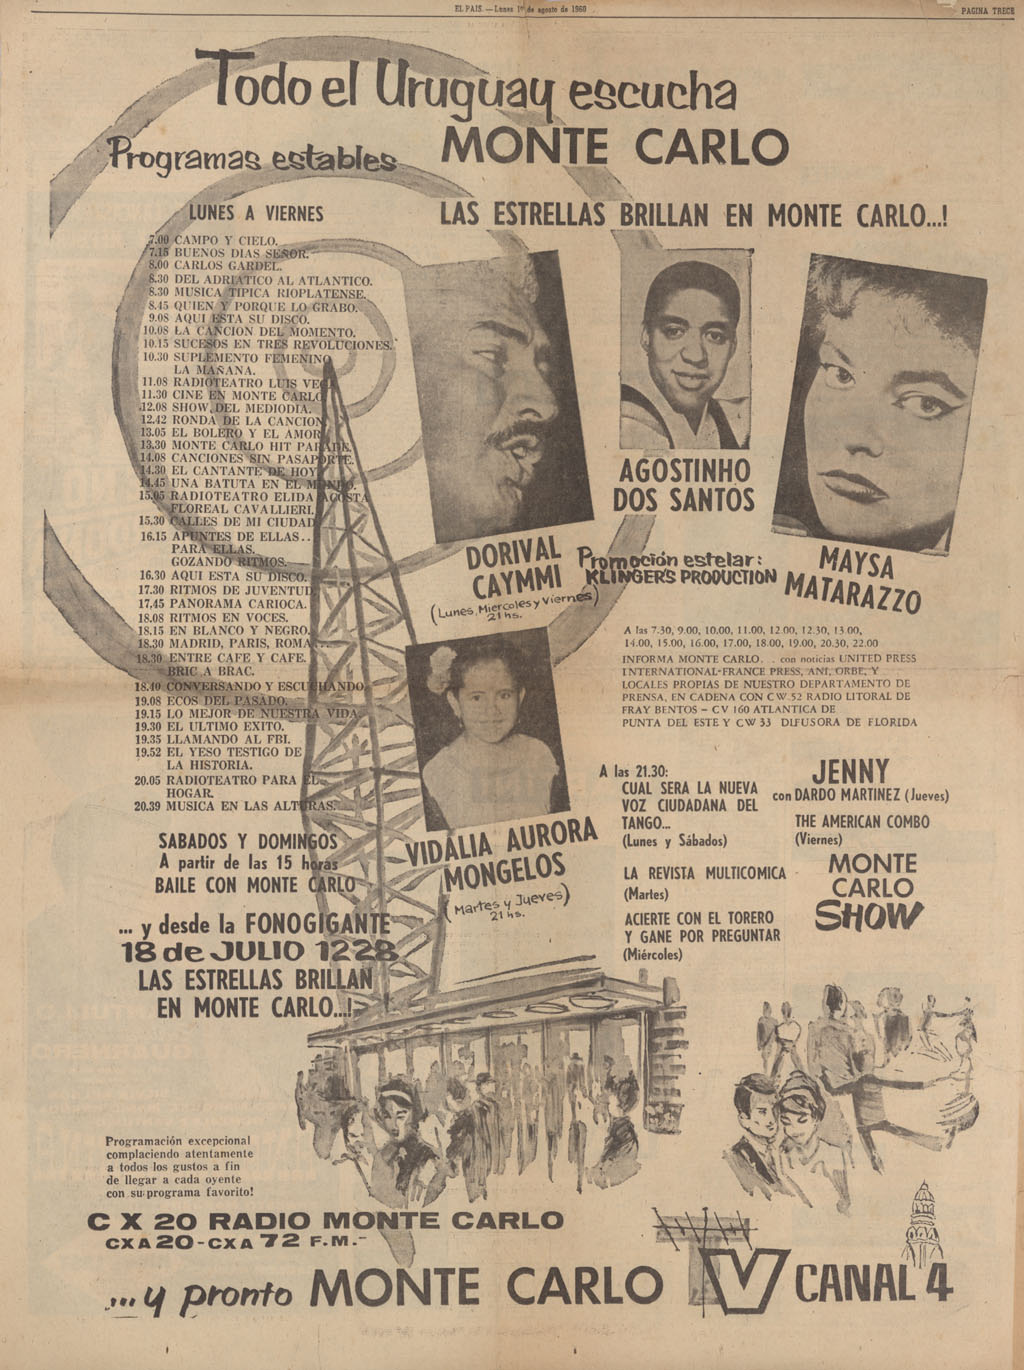 EL PAIS.—Lunes 1º de agosto de 1960
PAGINA TRECE
Todo el Uruguay escucha
MONTE CARLO
Programas estables
LUNES A VIERNES
7.00 CAMPO Y CIELO.
7.15 BUENOS DIAS SEÑOR.
8.00 CARLOS GARDEL.
8.30 DEL ADRIATICO AL ATLANTICO.
8.30 MUSICA TIPICA RIOPLATENSE.
8.45 QUIEN Y PORQUE LO GRABO.
9.08 AQUI ESTA SU DISCO.
10.08 LA CANCION DEL MOMENTO.
10.15 SUCESOS EN TRES REVOLUCIONES.
10.30 SUPLEMENTO FEMENINO
LA MAÑANA.
11.08 RADIOTEATRO LUIS VEGA
11.30 CINE EN MONTE CARLO
12.08 SHOW DEL MEDIODIA.
12.42 RONDA DE LA CANCION
13.05 EL BOLERO Y EL AMOR
13.30 MONTE CARLO HIT PARADE.
14.08 CANCIONES SIN PASAPORTE.
14.30 EL CANTANTE DE HOY
14.45 UNA BATUTA EN EL MUNDO.
15.05 RADIOTEATRO ELIDA ACOSTA
FLOREAL CAVALLIERI.
15.30 CALLES DE MI CIUDAD
16.15 APUNTES DE ELLAS..
PARA ELLAS.
GOZANDO RITMOS.
16.30 AQUI ESTA SU DISCO.
17.30 RITMOS DE JUVENTUD
17,45 PANORAMA CARIOCA.
18.08 RITMOS EN VOCES.
18.15 EN BLANCO Y NEGRO.
18.30 MADRID, PARIS, ROMA...
18.30 ENTRE CAFE Y CAFE.
BRIC A BRAC.
18.40 CONVERSANDO Y ESCUCHANDO
19.08 ECOS DEL PASADO.
19.15 LO MEJOR DE NUESTRA VIDA
19.30 EL ULTIMO EXITO.
19.35 LLAMANDO AL FBI.
19.52 EL YESO TESTIGO DE
LA HISTORIA.
20.05 RADIOTEATRO PARA EL
HOGAR.
20.39 MUSICA EN LAS ALTURAS.
SABADOS Y DOMINGOS
A partir de las 15 horas
BAILE CON MONTE CARLO
... y desde la FONOGIGANTE
18 de JULIO 1228
LAS ESTRELLAS BRILLAN
EN MONTE CARLO...!
LAS ESTRELLAS BRILLAN EN MONTE CARLO...!
DORIVAL
CAYMMI
(Lunes, Miercoles y Viernes)
21 hs.
AGOSTINHO
DOS SANTOS
Promoción estelar:
KLINGER'S PRODUCTION
MAYSA
MATARAZZO
VIDALIA AURORA
MONGELOS
(Martes y Jueves)
21 hs.
A las 7.30, 9.00, 10.00, 11.00, 12.00, 12.30, 13.00,
14.00, 15.00, 16.00, 17.00, 18.00, 19.00, 20.30, 22.00
INFORMA MONTE CARLO... con noticias UNITED PRESS
INTERNATIONAL-FRANCE PRESS, ANI, ORBE, Y
LOCALES PROPIAS DE NUESTRO DEPARTAMENTO DE
PRENSA, EN CADENA CON CW 52 RADIO LITORAL DE
FRAY BENTOS – CV 160 ATLANTICA DE
PUNTA DEL ESTE Y CW 33 DIFUSORA DE FLORIDA
A las 21.30:
CUAL SERA LA NUEVA
VOZ CIUDADANA DEL
TANGO...
(Lunes y Sábados)
LA REVISTA MULTICOMICA
(Martes)
ACIERTE CON EL TORERO
Y GANE POR PREGUNTAR
(Miércoles)
JENNY
con DARDO MARTINEZ (Jueves)
THE AMERICAN COMBO
(Viernes)
MONTE
CARLO
SHOW
Programación excepcional
complaciendo atentamente
a todos los gustos a fin
de llegar a cada oyente
con su programa favorito!
C X 20 RADIO MONTE CARLO
CXA20-CXA72 F.M.-
...y pronto MONTE CARLO TV CANAL 4